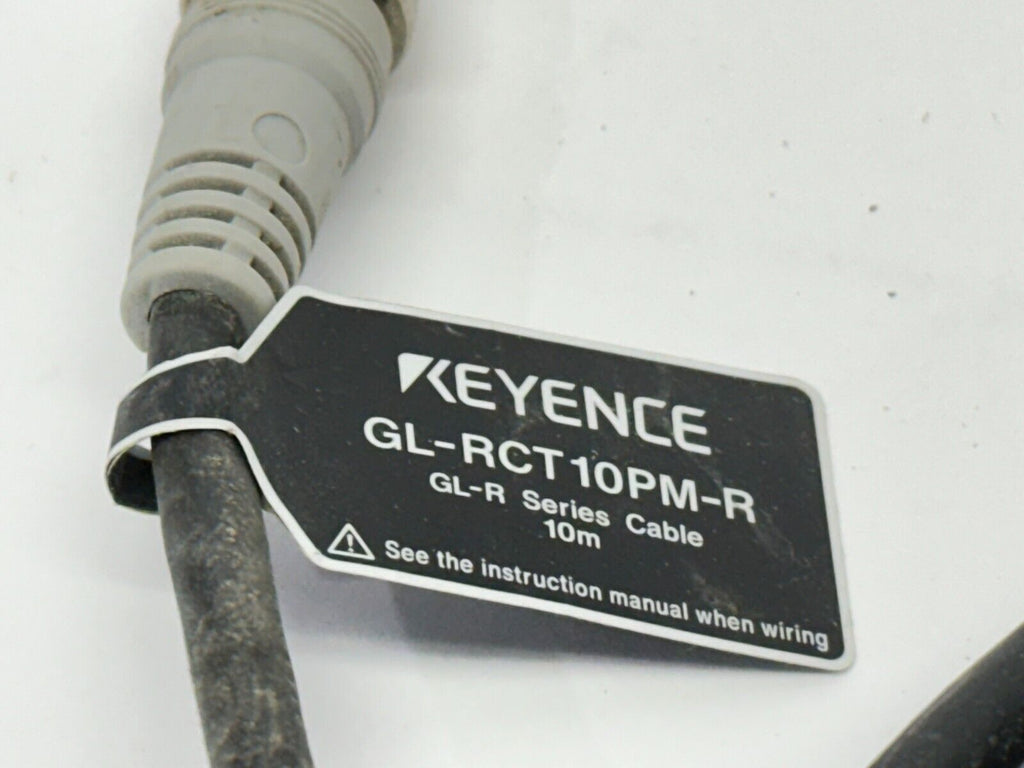 KEYENCE
GL-RCT10PM-R
GL-R Series Cable
10m
See the instruction manual when wiring